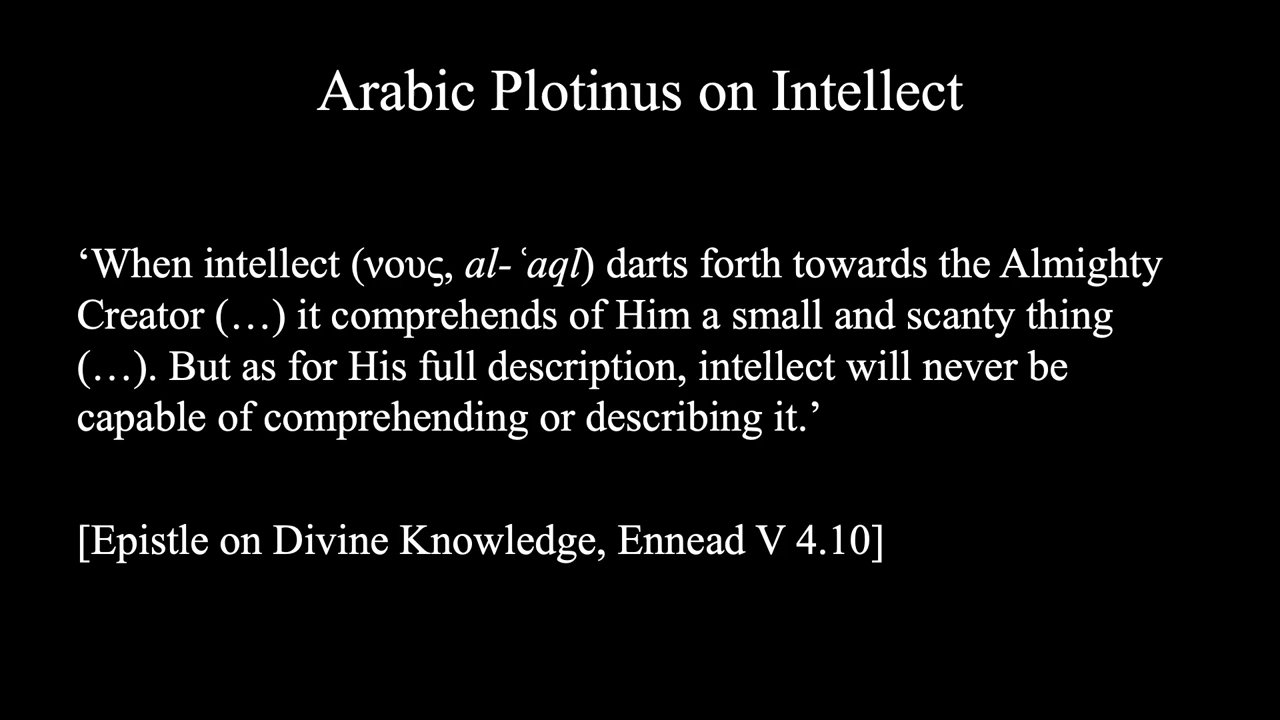 Arabic Plotinus on Intellect
‘When intellect (νους, al-ʿaql) darts forth towards the Almighty
Creator (…) it comprehends of Him a small and scanty thing
(…). But as for His full description, intellect will never be
capable of comprehending or describing it.’
[Epistle on Divine Knowledge, Ennead V 4.10]